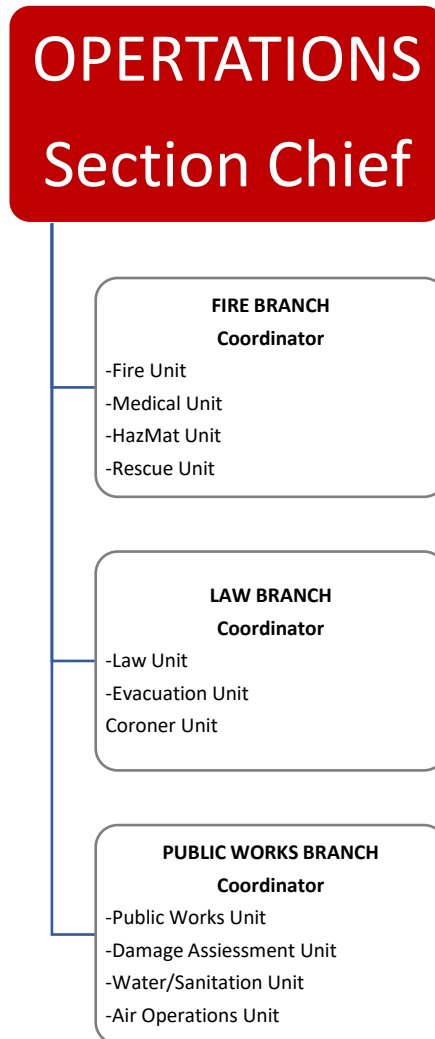 OPERTATIONS
Section Chief
FIRE BRANCH
Coordinator
-Fire Unit
-Medical Unit
-HazMat Unit
-Rescue Unit
LAW BRANCH
Coordinator
-Law Unit
-Evacuation Unit
Coroner Unit
PUBLIC WORKS BRANCH
Coordinator
-Public Works Unit
-Damage Assiessment Unit
-Water/Sanitation Unit
-Air Operations Unit